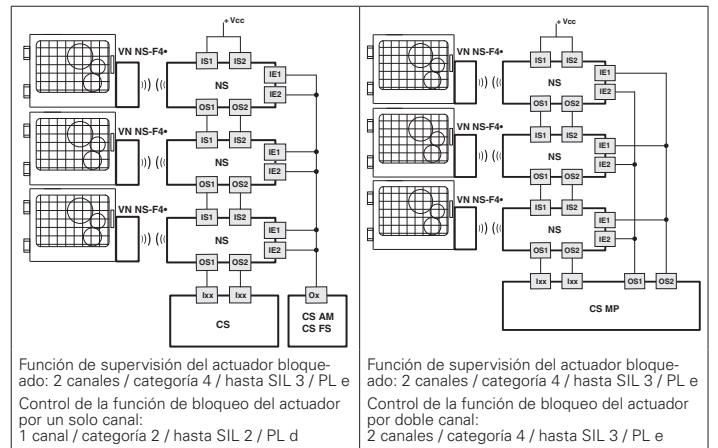 + Vcc
VN NS-F4•
IS1 IS2
IE1
NS
IE2
OS1 OS2
VN NS-F4•
IS1 IS2
IE1
NS
IE2
OS1 OS2
VN NS-F4•
IS1 IS2
IE1
NS
IE2
OS1 OS2
Ixx Ixx Ox
CS
CS AM
CS FS
Función de supervisión del actuador bloque-
ado: 2 canales / categoría 4 / hasta SIL 3 / PL e
Control de la función de bloqueo del actuador
por un solo canal:
1 canal / categoría 2 / hasta SIL 2 / PL d
+ Vcc
VN NS-F4•
IS1 IS2
IE1
NS
IE2
OS1 OS2
VN NS-F4•
IS1 IS2
IE1
NS
IE2
OS1 OS2
VN NS-F4•
IS1 IS2
IE1
NS
IE2
OS1 OS2
Ixx Ixx OS1 OS2
CS MP
Función de supervisión del actuador bloque-
ado: 2 canales / categoría 4 / hasta SIL 3 / PL e
Control de la función de bloqueo del actuador
por doble canal:
2 canales / categoría 4 / hasta SIL 3 / PL e